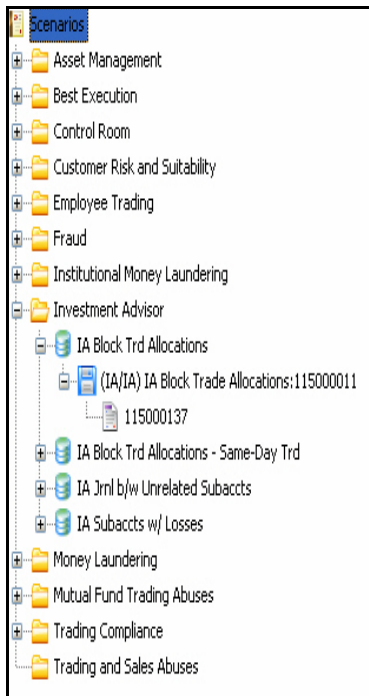 Scenarios
Asset Management
Best Execution
Control Room
Customer Risk and Suitability
Employee Trading
Fraud
Institutional Money Laundering
Investment Advisor
IA Block Trd Allocations
(IA/IA) IA Block Trade Allocations:115000011
115000137
IA Block Trd Allocations - Same-Day Trd
IA Jrnl b/w Unrelated Subaccts
IA Subaccts w/ Losses
Money Laundering
Mutual Fund Trading Abuses
Trading Compliance
Trading and Sales Abuses